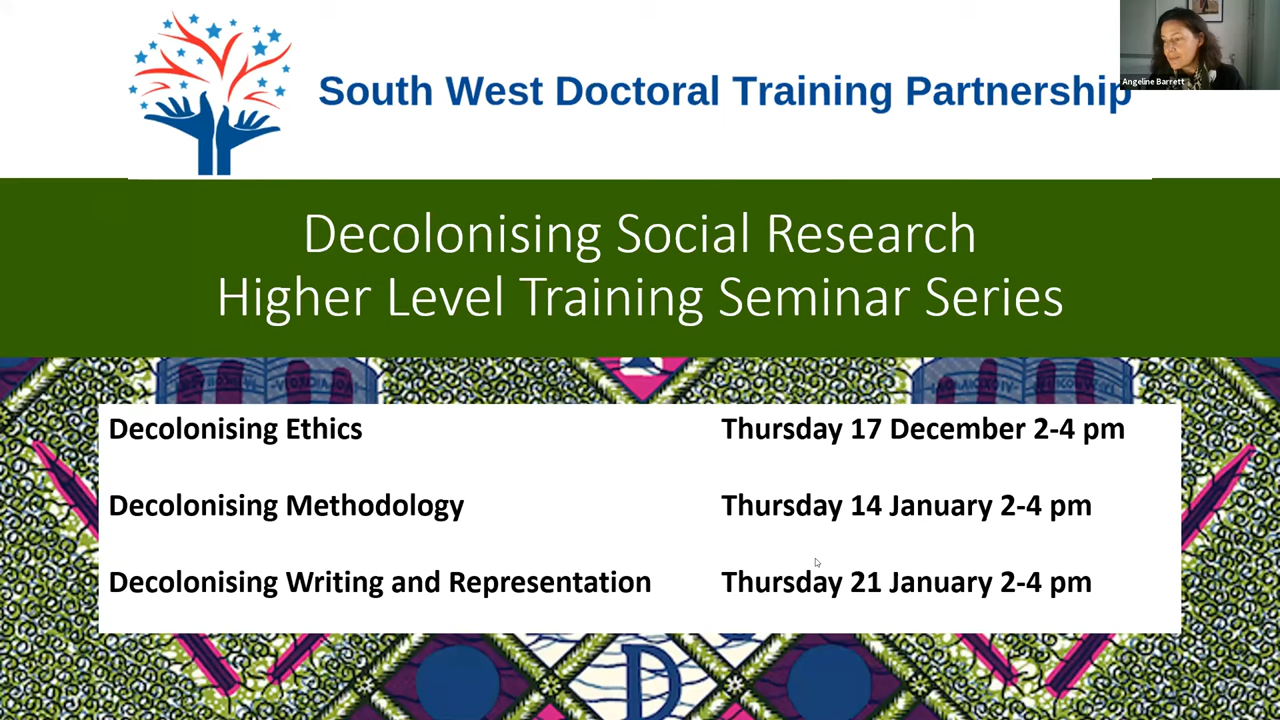 South West Doctoral Training Partnership
Angeline Barrett
Decolonising Social Research
Higher Level Training Seminar Series
Decolonising Ethics Thursday 17 December 2-4 pm
Decolonising Methodology Thursday 14 January 2-4 pm
Decolonising Writing and Representation Thursday 21 January 2-4 pm
D